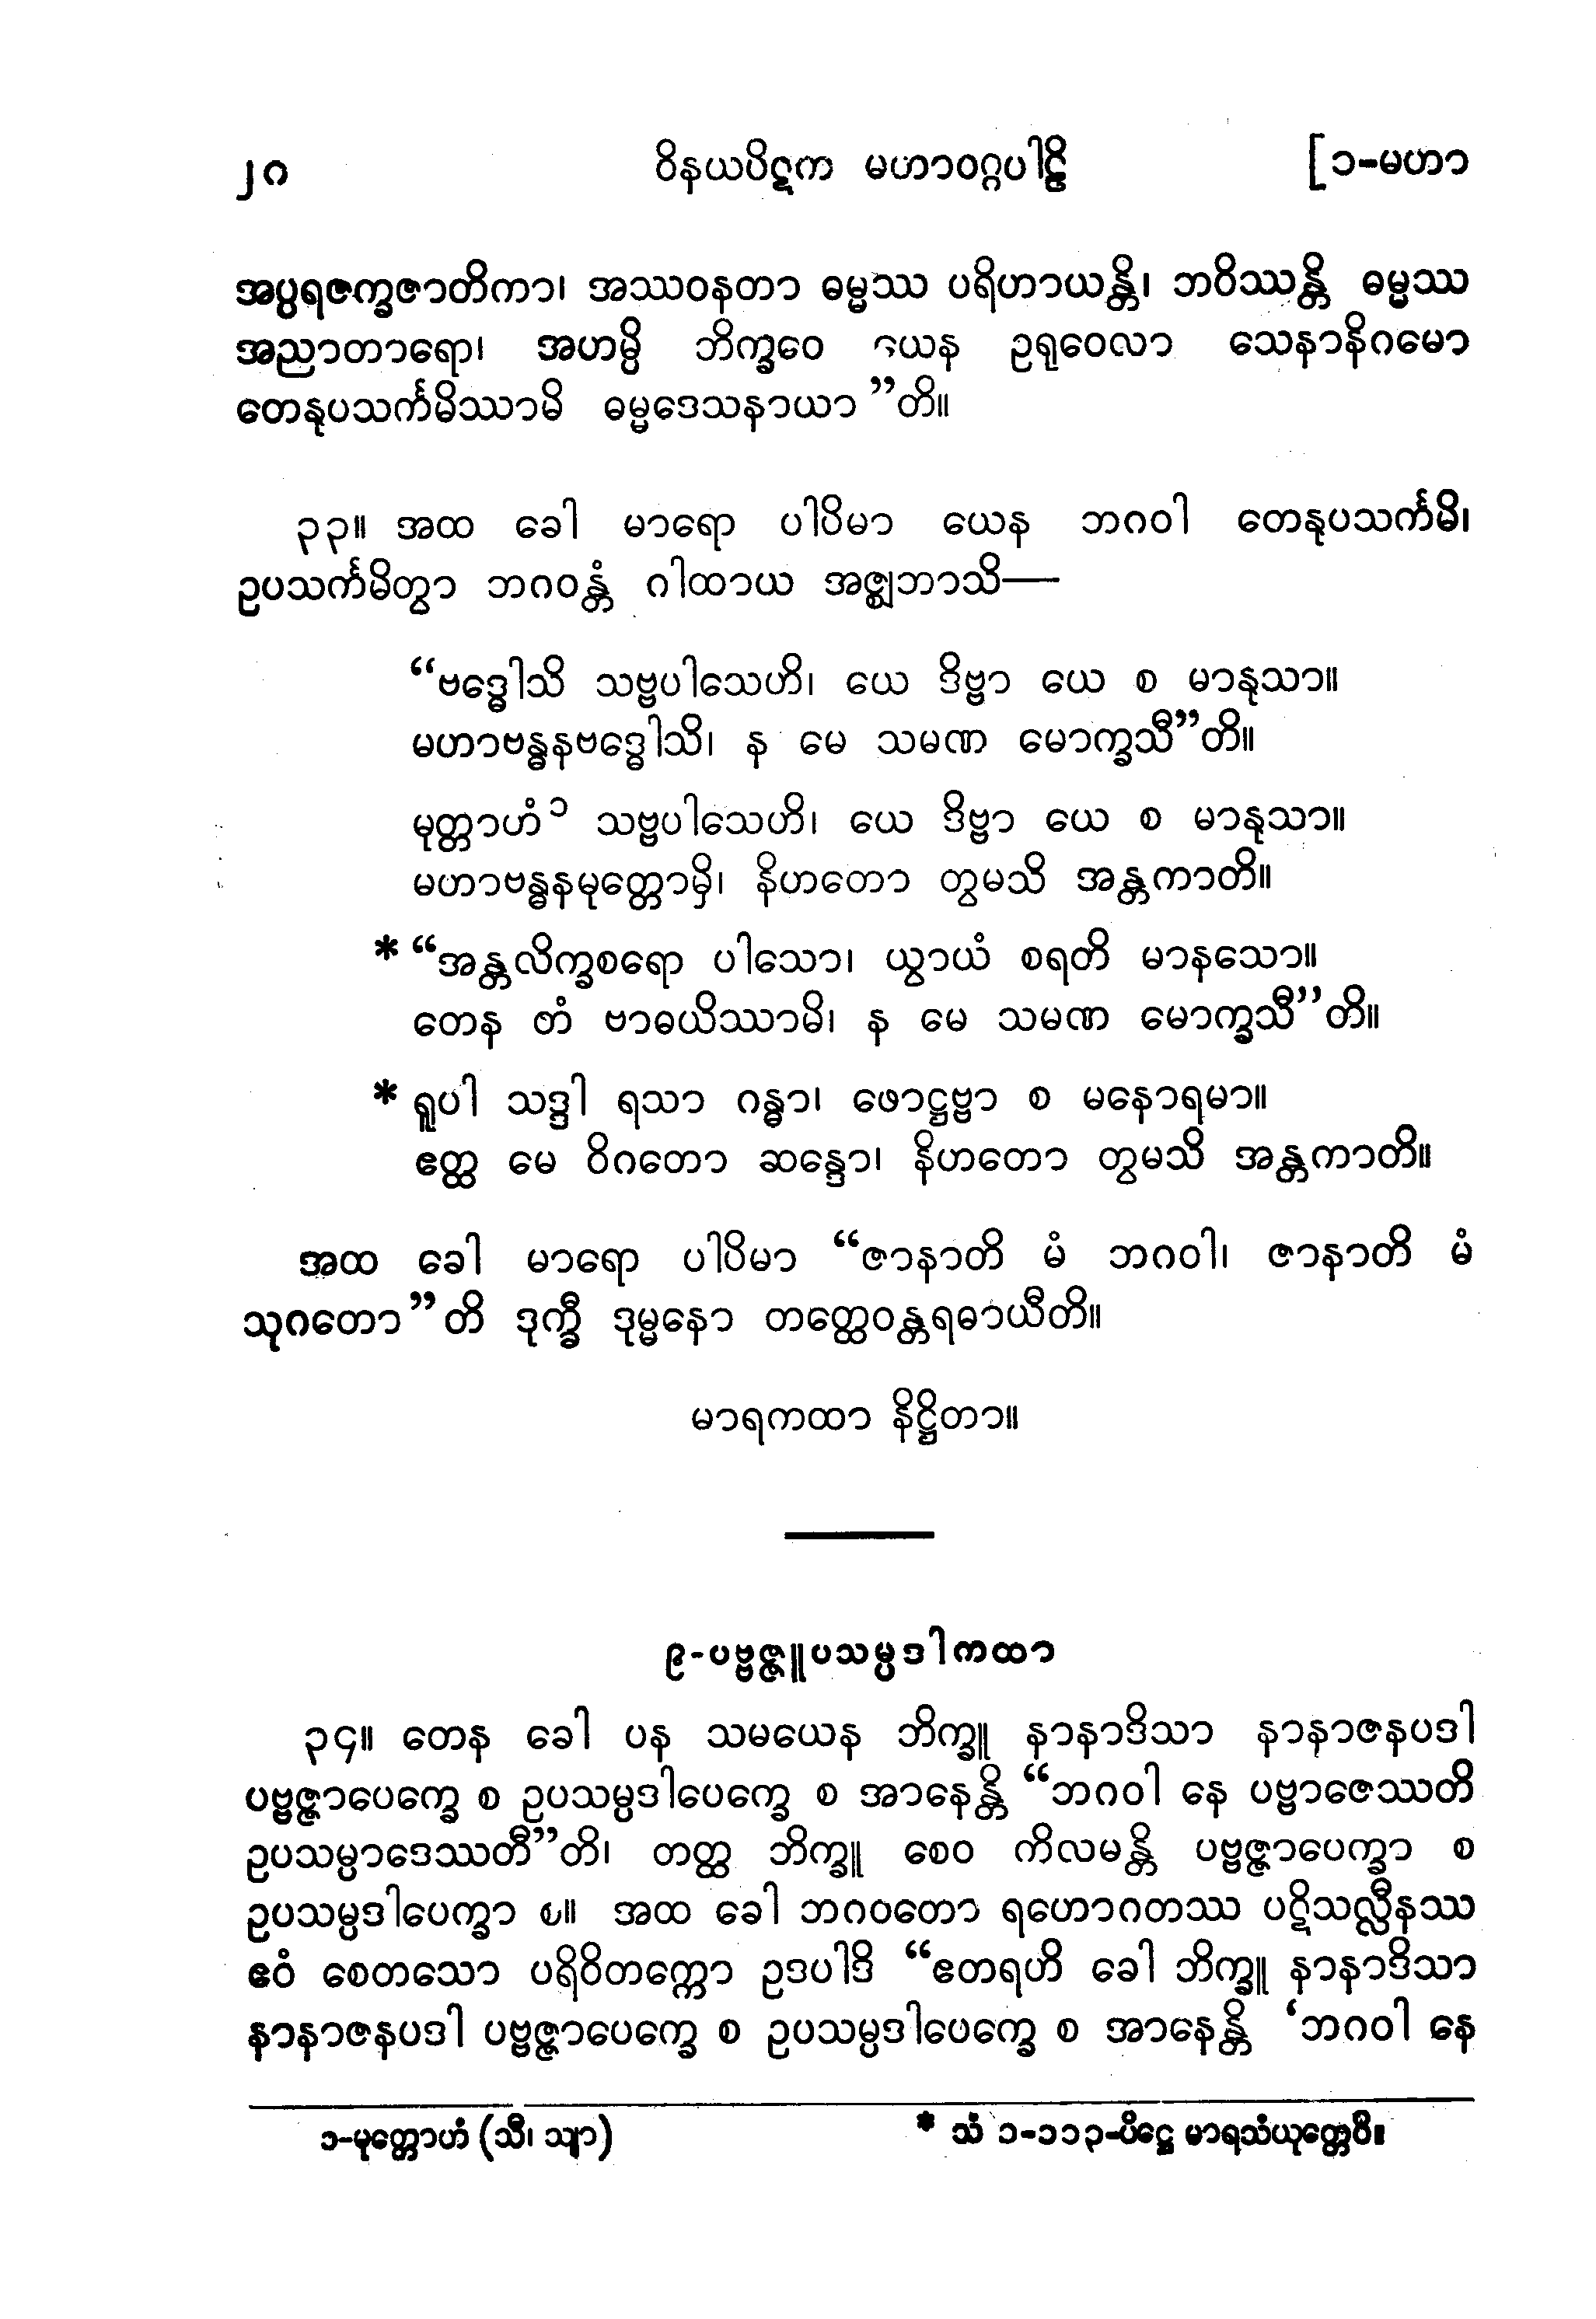 ၂၈ ဝိနယပိဋက မဟာဝဂ္ဂပါဠိ [၁-မဟာ
အပ္ပရဇက္ခဇာတိကာ၊ အဿဝနတာ ဓမ္မဿ ပရိဟာယန္တိ၊ ဘဝိဿန္တိ ဓမ္မဿ
အညာတာရော၊ အဟမ္ပိ ဘိက္ခဝေ ယေန ဥရုဝေလာ သေနာနိဂမော
တေနုပသင်္ကမိဿာမိ ဓမ္မဒေသနာယာ”တိ။
၃၃။ အထ ခေါ မာရော ပါပိမာ ယေန ဘဂဝါ တေနုပသင်္ကမိ၊
ဥပသင်္ကမိတွာ ဘဂဝန္တံ ဂါထာယ အဇ္ဈဘာသိ—
“ဗဒ္ဓေါသိ သဗ္ဗပါသေဟိ၊ ယေ ဒိဗ္ဗာ ယေ စ မာနုသာ။
မဟာဗန္ဓနဗဒ္ဓေါသိ၊ န မေ သမဏ မောက္ခသီ”တိ။
မုတ္တာဟံ၁ သဗ္ဗပါသေဟိ၊ ယေ ဒိဗ္ဗာ ယေ စ မာနုသာ။
မဟာဗန္ဓနမုတ္တောမှိ၊ နိဟတော တွမသိ အန္တကာတိ။
* “အန္တလိက္ခစရော ပါသော၊ ယွာယံ စရတိ မာနသော။
တေန တံ ဗာဓယိဿာမိ၊ န မေ သမဏ မောက္ခသီ”တိ။
* ရူပါ သဒ္ဒါ ရသာ ဂန္ဓာ၊ ဖောဋ္ဌဗ္ဗာ စ မနောရမာ။
ဧတ္ထ မေ ဝိဂတော ဆန္ဒော၊ နိဟတော တွမသိ အန္တကာတိ။
အထ ခေါ မာရော ပါပိမာ “ဇာနာတိ မံ ဘဂဝါ၊ ဇာနာတိ မံ
သုဂတော”တိ ဒုက္ခီ ဒုမ္မနော တတ္ထေဝန္တရဓာယီတိ။
မာရကထာ နိဋ္ဌိတာ။
၉-ပဗ္ဗဇ္ဇူပသမ္ပဒါကထာ
၃၄။ တေန ခေါ ပန သမယေန ဘိက္ခူ နာနာဒိသာ နာနာဇနပဒါ
ပဗ္ဗဇ္ဇာပေက္ခေ စ ဥပသမ္ပဒါပေက္ခေ စ အာနေန္တိ “ဘဂဝါ နေ ပဗ္ဗာဇေဿတိ
ဥပသမ္ပာဒေဿတီ”တိ၊ တတ္ထ ဘိက္ခူ စေဝ ကိလမန္တိ ပဗ္ဗဇ္ဇာပေက္ခာ စ
ဥပသမ္ပဒါပေက္ခာ စ။ အထ ခေါ ဘဂဝတော ရဟောဂတဿ ပဋိသလ္လီနဿ
ဧဝံ စေတသော ပရိဝိတက္ကော ဥဒပါဒိ “ဧတရဟိ ခေါ ဘိက္ခူ နာနာဒိသာ
နာနာဇနပဒါ ပဗ္ဗဇ္ဇာပေက္ခေ စ ဥပသမ္ပဒါပေက္ခေ စ အာနေန္တိ ‘ဘဂဝါ နေ
၁-မုတ္တောဟံ (သီ၊ သျာ) * သံ ၁-၁၁၃-ပိဋ္ဌေ မာရသံယုတ္တေပိ။